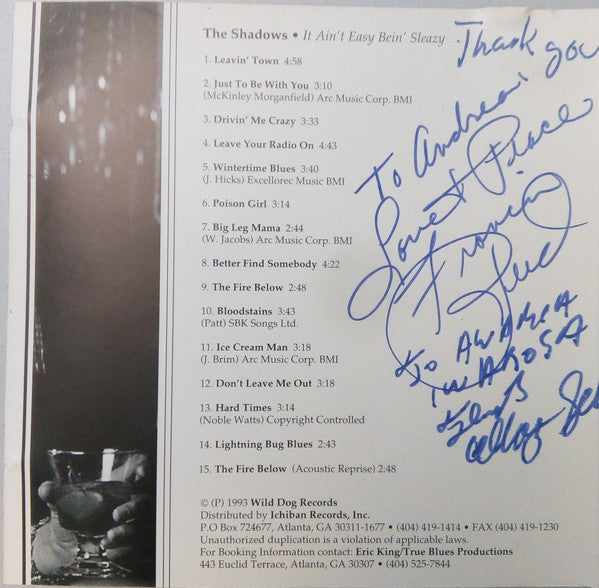 The Shadows • It Ain't Easy Bein' Sleazy
1. Leavin' Town 4:58
2. Just To Be With You 3:10
(McKinley Morganfield) Arc Music Corp. BMI
3. Drivin' Me Crazy 3:33
4. Leave Your Radio On 4:43
5. Wintertime Blues 3:40
(J. Hicks) Excellorec Music BMI
6. Poison Girl 3:14
7. Big Leg Mama 2:44
(W. Jacobs) Arc Music Corp. BMI
8. Better Find Somebody 4:22
9. The Fire Below 2:48
10. Bloodstains 3:43
(Patt) SBK Songs Ltd.
11. Ice Cream Man 3:18
(J. Brim) Arc Music Corp. BMI
12. Don't Leave Me Out 3:18
13. Hard Times 3:14
(Noble Watts) Copyright Controlled
14. Lightning Bug Blues 2:43
15. The Fire Below (Acoustic Reprise) 2:48
© (P) 1993 Wild Dog Records
Distributed by Ichiban Records, Inc.
P.O Box 724677, Atlanta, GA 30311-1677 • (404) 419-1414 • FAX (404) 419-1230
Unauthorized duplication is a violation of applicable laws.
For Booking Information contact: Eric King/True Blues Productions
443 Euclid Terrace, Atlanta, GA 30307 • (404) 525-7844
Thank you
To Andrea
Love & Peace
To